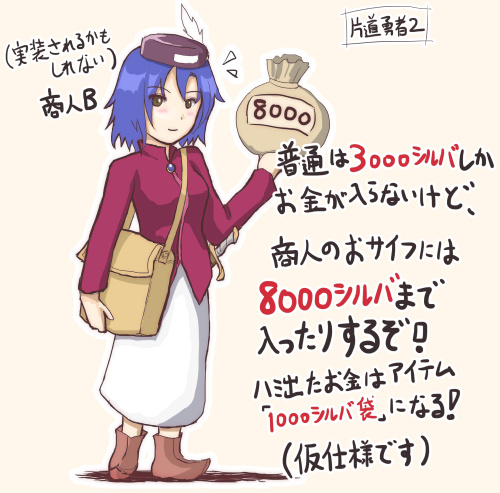 片道勇者2
(実装されるかも
しれない)
商人B
8000
普通は3000シルバしか
お金が入らないけど、
商人のおサイフには
8000シルバまで
入ったりするぞ!
ハミ出たお金はアイテム
「1000シルバ袋」になる!
(仮仕様です)